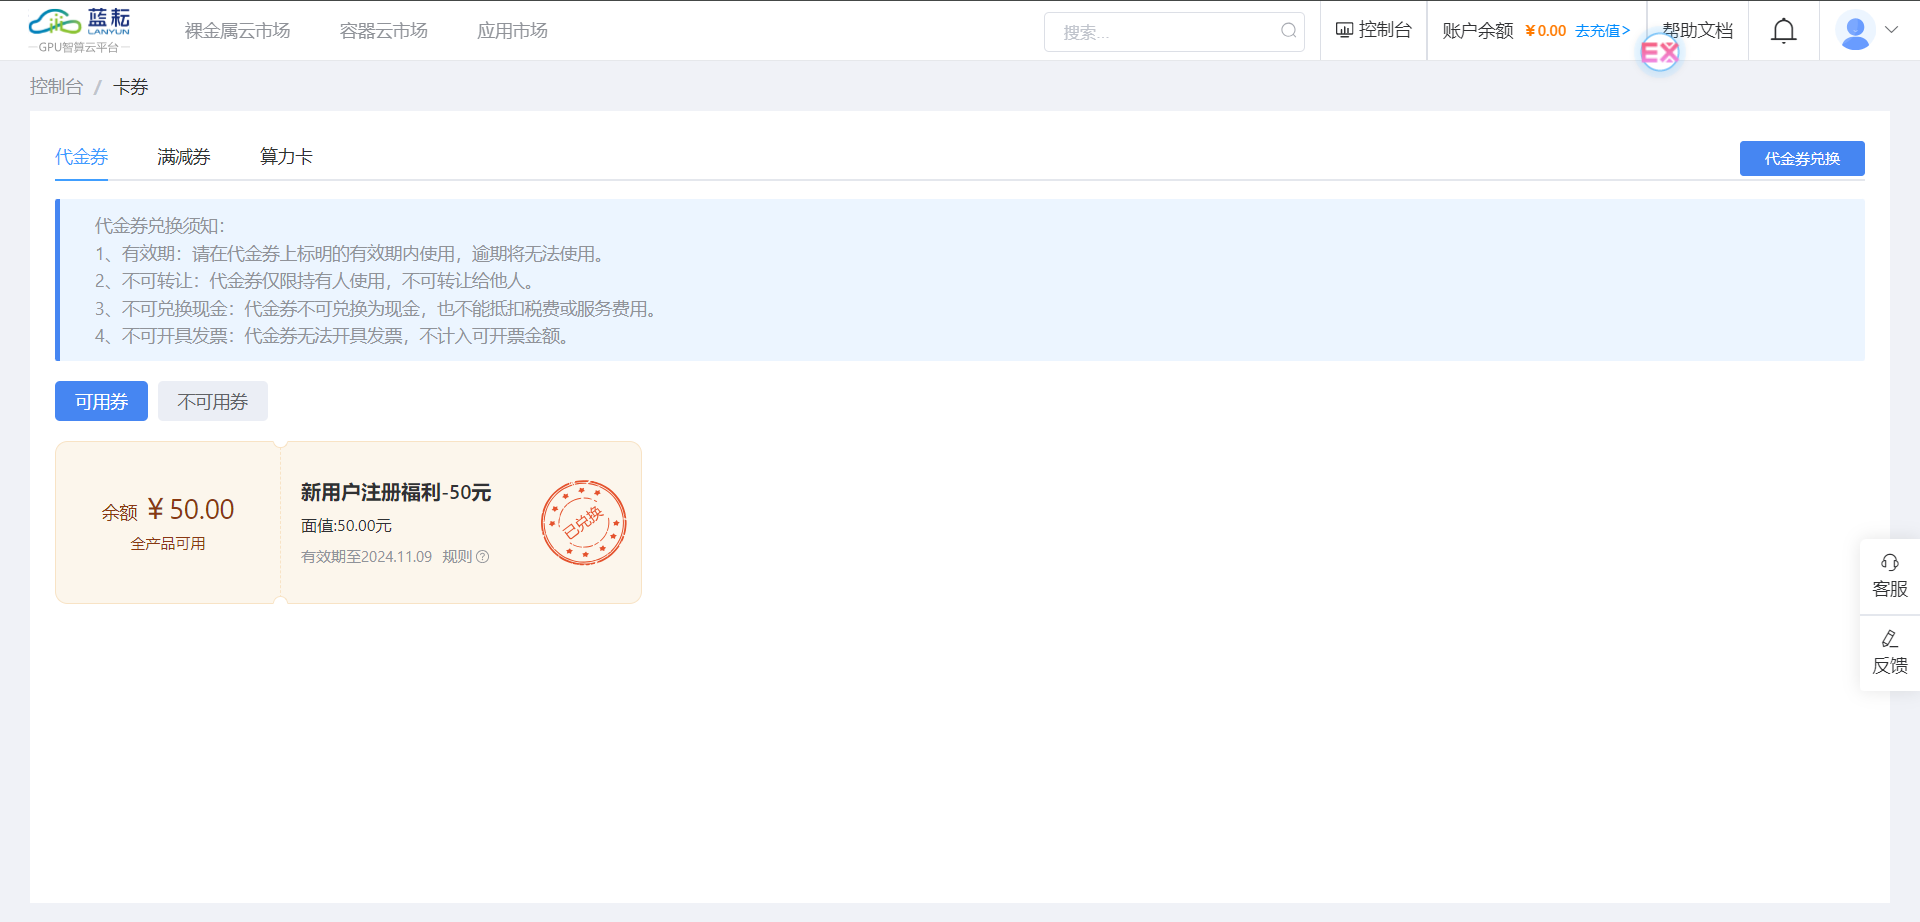 蓝耘
LANYUN
GPU智算云平台
裸金属云市场
容器云市场
应用市场
搜索...
控制台
账户余额 ¥0.00 去充值>
帮助文档
EX
控制台 / 卡券
代金券
满减券
算力卡
代金券兑换
代金券兑换须知：
1、有效期：请在代金券上标明的有效期内使用，逾期将无法使用。
2、不可转让：代金券仅限持有人使用，不可转让给他人。
3、不可兑换现金：代金券不可兑换为现金，也不能抵扣税费或服务费用。
4、不可开具发票：代金券无法开具发票，不计入可开票金额。
可用券
不可用券
余额 ¥50.00
全产品可用
新用户注册福利-50元
面值:50.00元
有效期至2024.11.09 规则
已兑换
客服
反馈